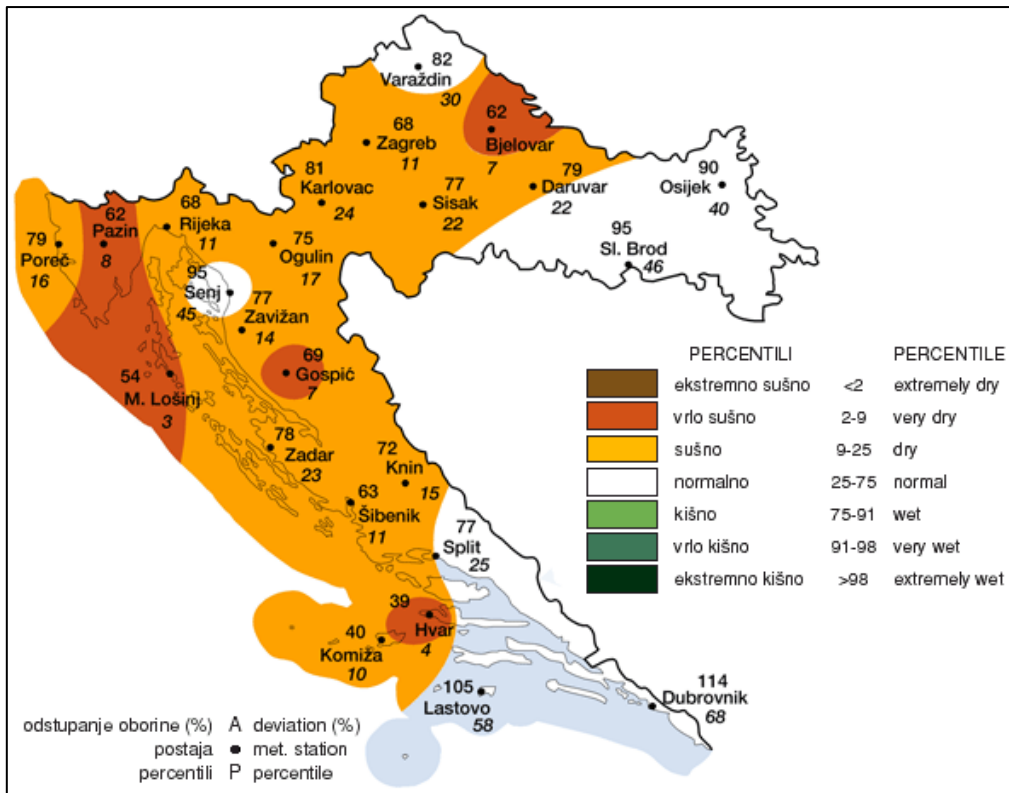 82
Varaždin
30
62
Bjelovar
7
68
Zagreb
11
81
Karlovac
24
77
Sisak
22
79
Daruvar
22
90
Osijek
40
95
Sl. Brod
46
68
Rijeka
11
62
Pazin
8
79
Poreč
16
75
Ogulin
17
95
Senj
45
77
Zavižan
14
69
Gospić
7
54
M. Lošinj
3
78
Zadar
23
72
Knin
15
63
Šibenik
11
77
Split
25
39
Hvar
4
40
Komiža
10
105
Lastovo
58
114
Dubrovnik
68
PERCENTILI PERCENTILE
ekstremno sušno <2 extremely dry
vrlo sušno 2-9 very dry
sušno 9-25 dry
normalno 25-75 normal
kišno 75-91 wet
vrlo kišno 91-98 very wet
ekstremno kišno >98 extremely wet
odstupanje oborine (%) A deviation (%)
postaja ● met. station
percentili P percentile